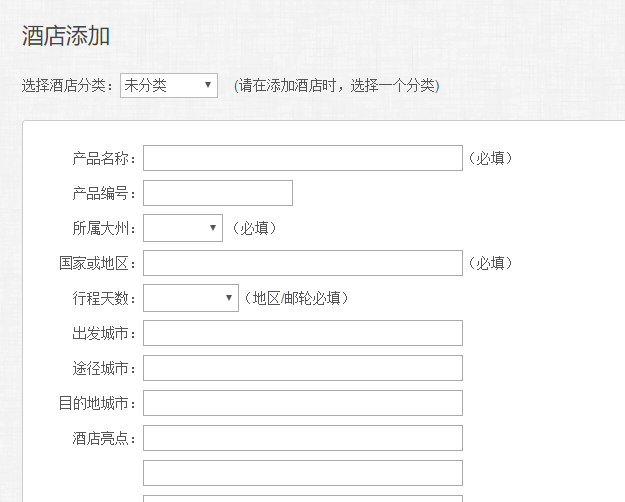 酒店添加
选择酒店分类：未分类 (请在添加酒店时，选择一个分类)
产品名称：（必填）
产品编号：
所属大州：（必填）
国家或地区：（必填）
行程天数：（地区/邮轮必填）
出发城市：
途径城市：
目的地城市：
酒店亮点：